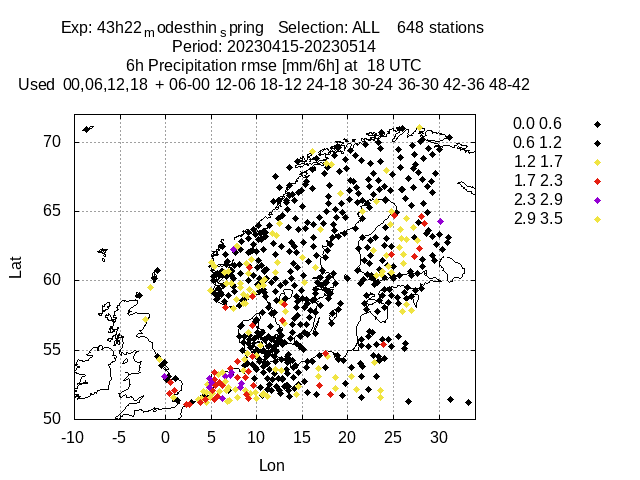 Exp: 43h22modesthinspring   Selection: ALL    648 stations
Period: 20230415-20230514
6h Precipitation rmse [mm/6h] at  18 UTC
Used  00,06,12,18  + 06-00 12-06 18-12 24-18 30-24 36-30 42-36 48-42
0.0 0.6
0.6 1.2
1.2 1.7
1.7 2.3
2.3 2.9
2.9 3.5
70
65
60
55
50
Lat
-10 -5 0 5 10 15 20 25 30
Lon